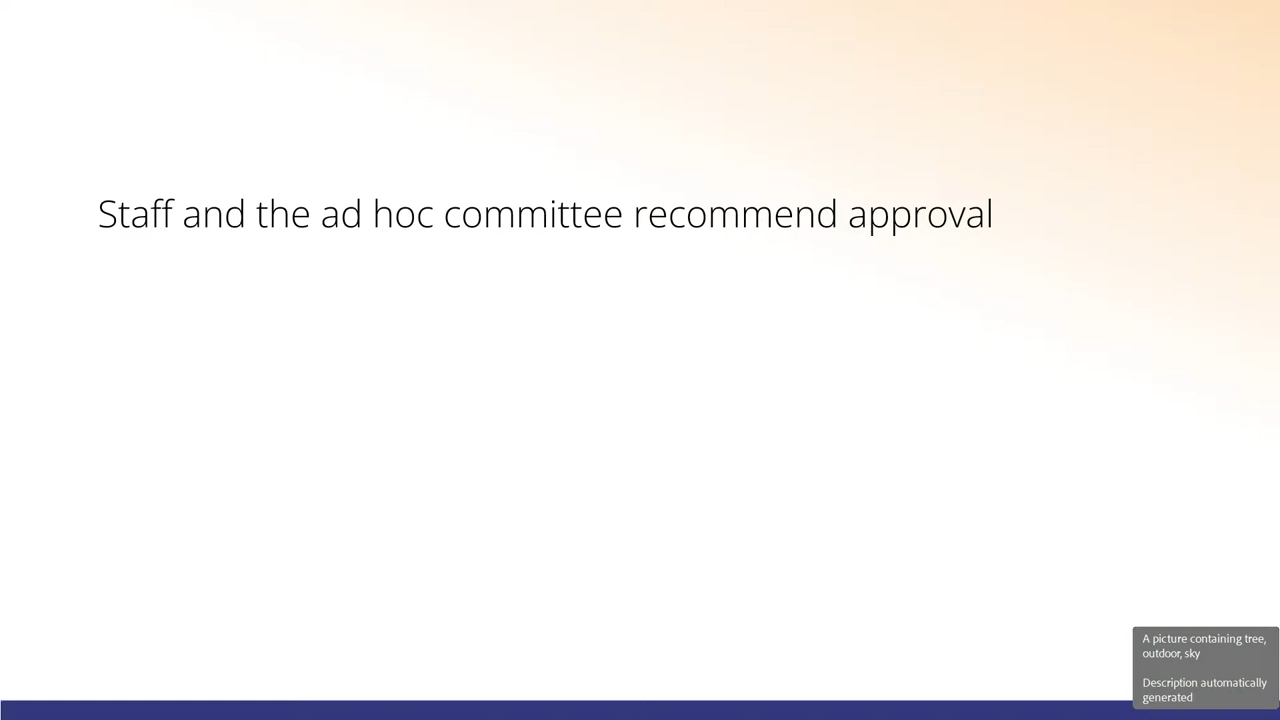 Staff and the ad hoc committee recommend approval
A picture containing tree,
outdoor, sky
Description automatically
generated